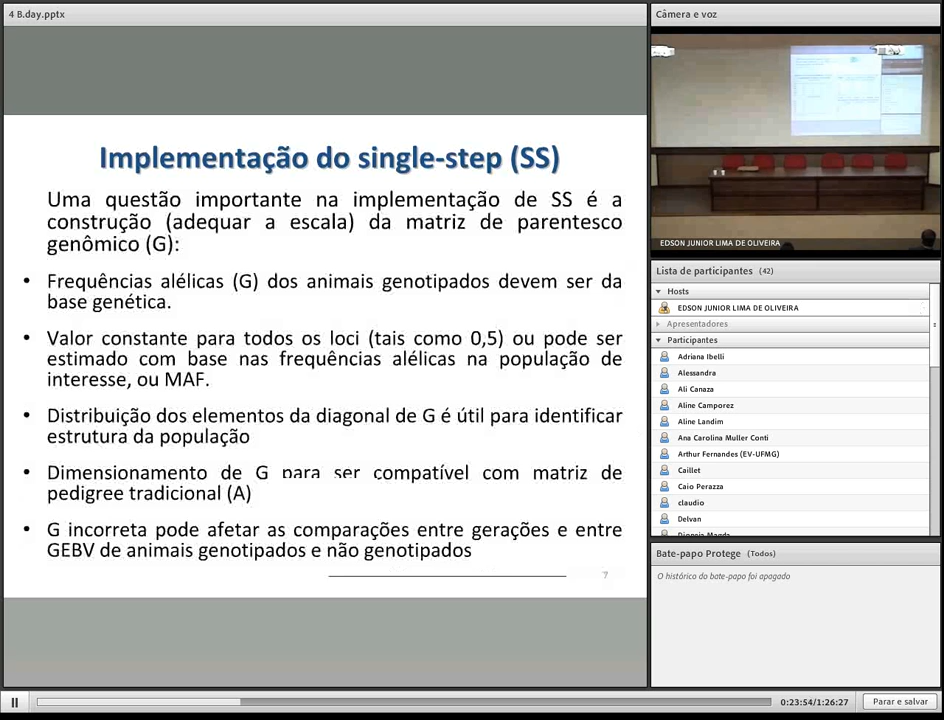 4 B.day.pptx
Implementação do single-step (SS)
Uma questão importante na implementação de SS é a
construção (adequar a escala) da matriz de parentesco
genômico (G):
• Frequências alélicas (G) dos animais genotipados devem ser da
base genética.
• Valor constante para todos os loci (tais como 0,5) ou pode ser
estimado com base nas frequências alélicas na população de
interesse, ou MAF.
• Distribuição dos elementos da diagonal de G é útil para identificar
estrutura da população
• Dimensionamento de G para ser compatível com matriz de
pedigree tradicional (A)
• G incorreta pode afetar as comparações entre gerações e entre
GEBV de animais genotipados e não genotipados
7
Câmera e voz
EDSON JUNIOR LIMA DE OLIVEIRA
Lista de participantes (42)
Hosts
EDSON JUNIOR LIMA DE OLIVEIRA
Apresentadores
Participantes
Adriana Ibelli
Alessandra
Ali Canaza
Aline Camporez
Aline Landim
Ana Carolina Muller Conti
Arthur Fernandes (EV-UFMG)
Caillet
Caio Perazza
claudio
Delvan
Bate-papo Protege (Todos)
O histórico do bate-papo foi apagado
0:23:54/1:26:27
Parar e salvar